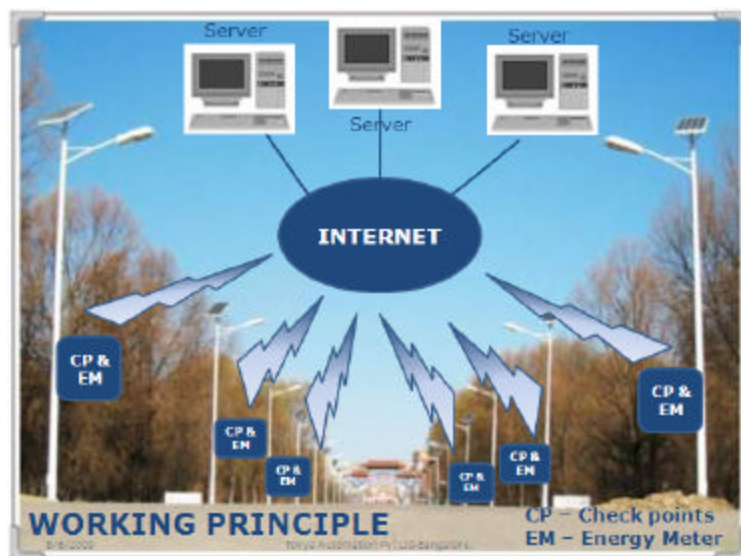 Server
Server
Server
INTERNET
CP &
EM
CP &
EM
CP &
EM
CP &
EM
CP &
EM
CP &
EM
WORKING PRINCIPLE
CP – Check points
EM – Energy Meter